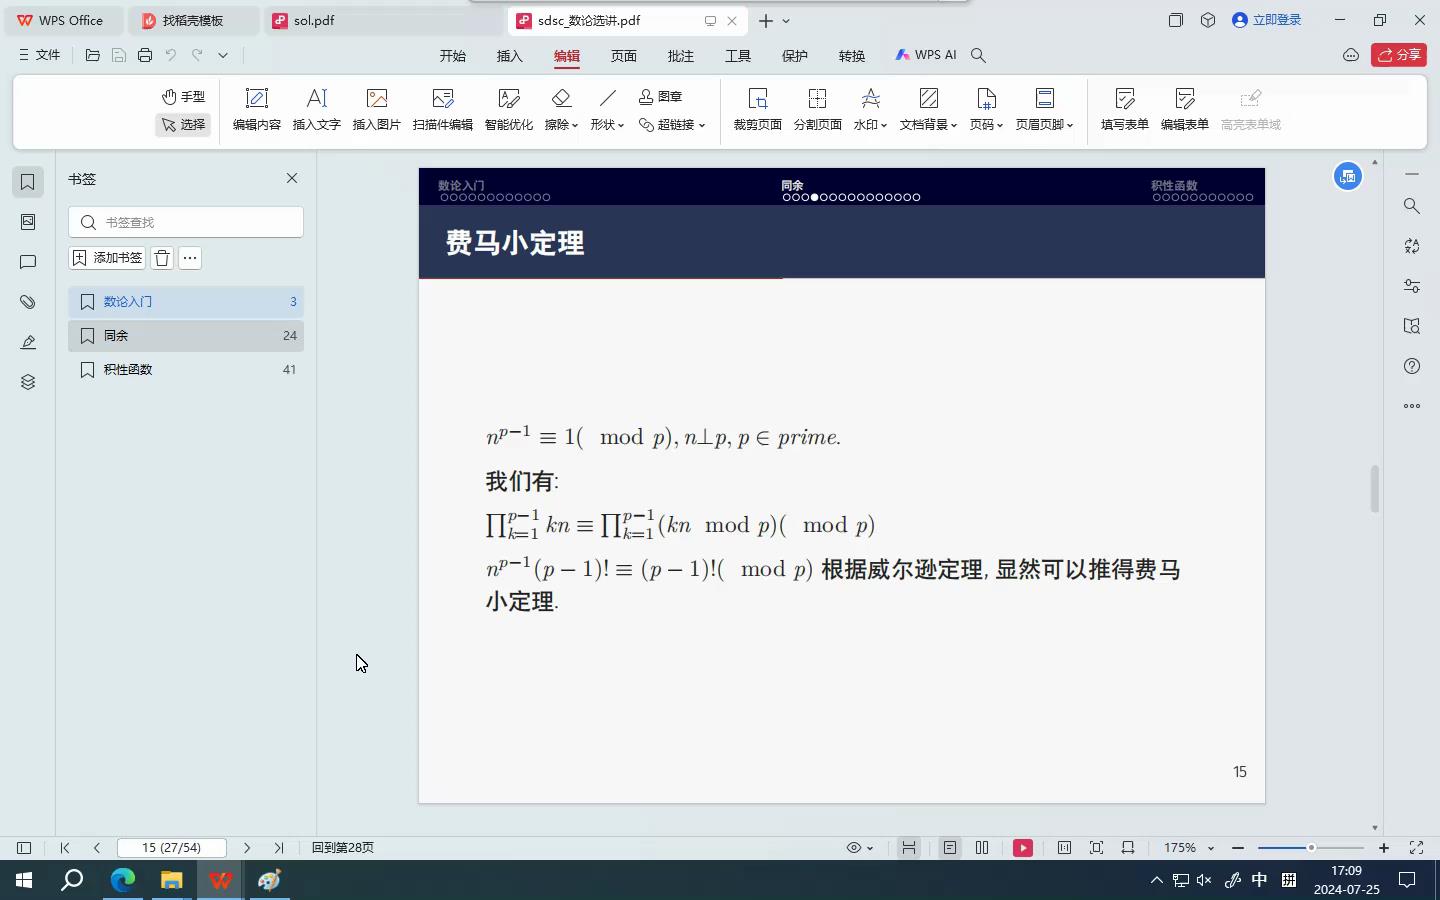 WPS Office
找稻壳模板
sol.pdf
sdsc_数论选讲.pdf
立即登录
文件
开始
插入
编辑
页面
批注
工具
保护
转换
WPS AI
分享
手型
选择
编辑内容
插入文字
插入图片
扫描件编辑
智能优化
擦除
形状
图章
超链接
裁剪页面
分割页面
水印
文档背景
页码
页眉页脚
填写表单
编辑表单
高亮表单域
书签
书签查找
添加书签
数论入门 3
同余 24
积性函数 41
数论入门
同余
积性函数
费马小定理
n^{p−1} ≡ 1( mod p), n⊥p, p ∈ prime.
我们有:
∏_{k=1}^{p−1} kn ≡ ∏_{k=1}^{p−1}(kn mod p)( mod p)
n^{p−1}(p − 1)! ≡ (p − 1)!( mod p) 根据威尔逊定理, 显然可以推得费马
小定理.
15
15 (27/54)
回到第28页
175%
中
拼
17:09
2024-07-25